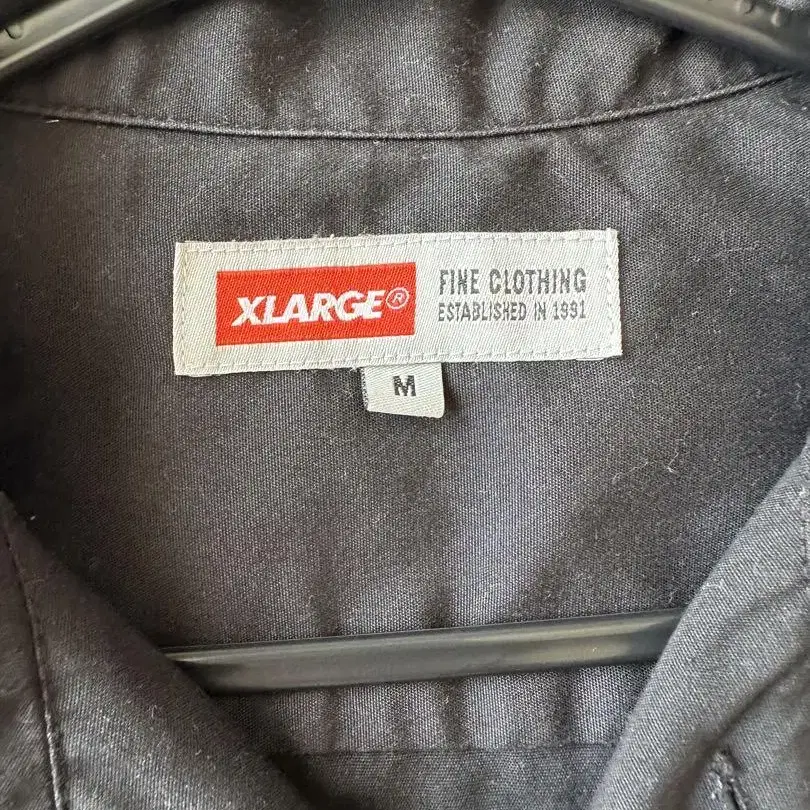 XLARGE®
FINE CLOTHING
ESTABLISHED IN 1991
M